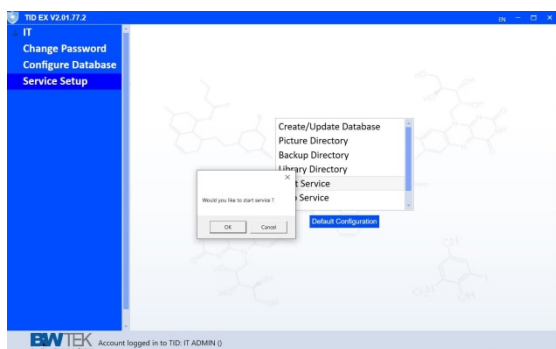 TID EX V2.01.77.2
EN
IT
Change Password
Configure Database
Service Setup
Create/Update Database
Picture Directory
Backup Directory
Library Directory
t Service
Service
Would you like to start service ?
OK
Cancel
Default Configuration
BWTEK Account logged in to TID: IT ADMIN ()